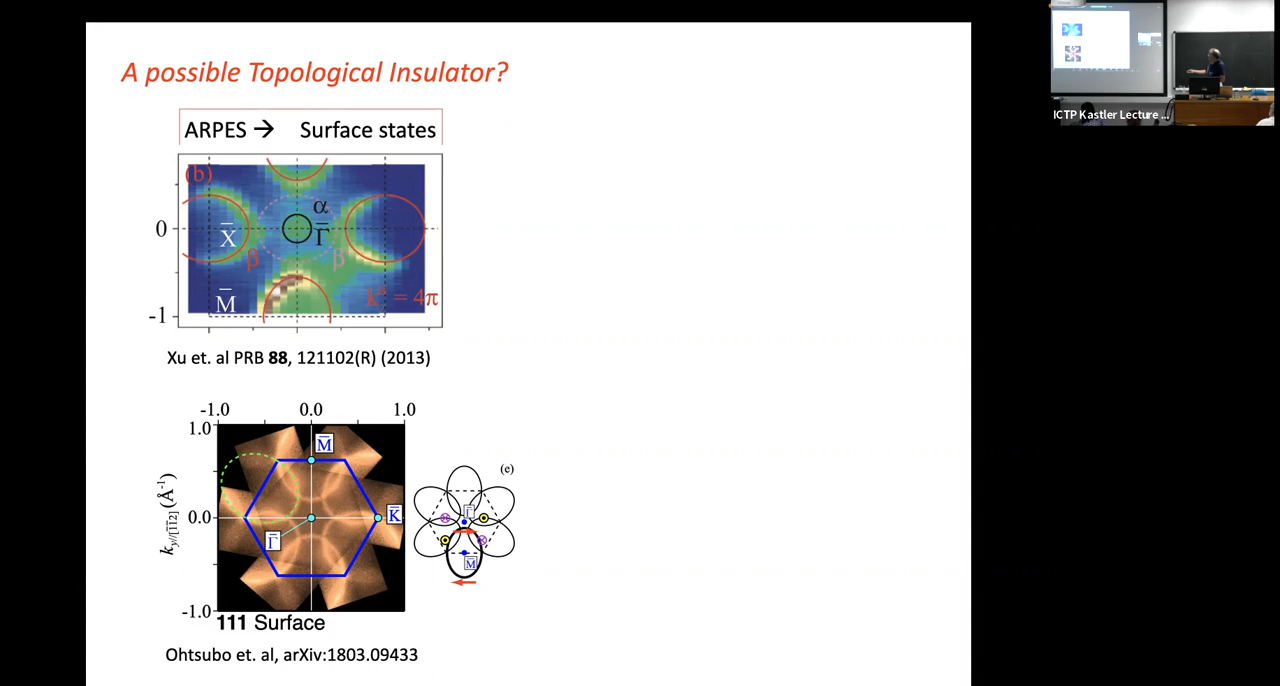 A possible Topological Insulator?
ARPES → Surface states
(b)
α
0
X̄
Γ̄
β
β
M̄
k = 4π
-1
Xu et. al PRB 88, 121102(R) (2013)
-1.0 0.0 1.0
1.0
M̄
(e)
0.0
K̄
Γ̄
Γ̄
M̄
k y//[1̄1̄2] (Å⁻¹)
-1.0
111 Surface
Ohtsubo et. al, arXiv:1803.09433
ICTP Kastler Lecture ...